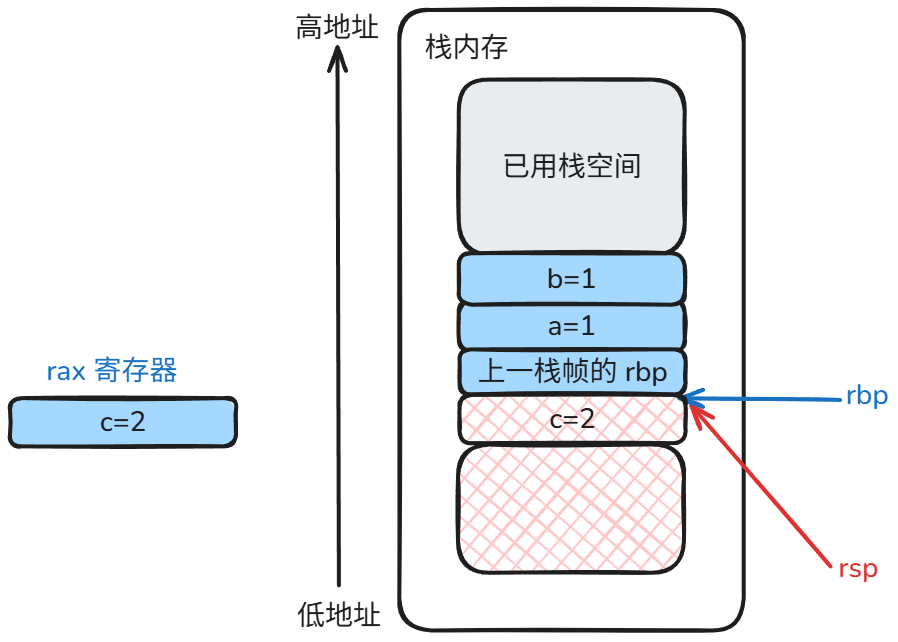 高地址
栈内存
已用栈空间
b=1
a=1
上一栈帧的 rbp
rax 寄存器
c=2
c=2
rbp
rsp
低地址